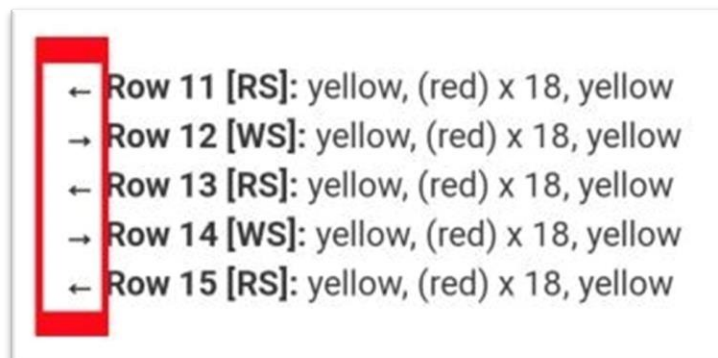 ← Row 11 [RS]: yellow, (red) x 18, yellow
→ Row 12 [WS]: yellow, (red) x 18, yellow
← Row 13 [RS]: yellow, (red) x 18, yellow
→ Row 14 [WS]: yellow, (red) x 18, yellow
← Row 15 [RS]: yellow, (red) x 18, yellow